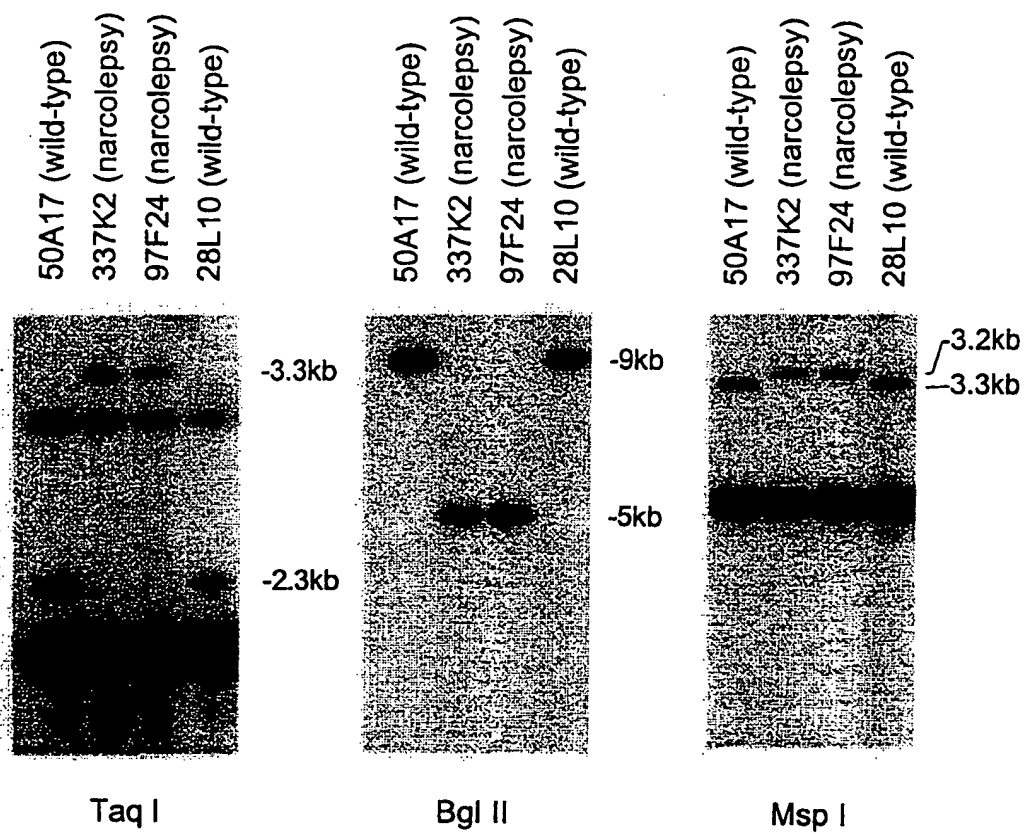 50A17 (wild-type)
337K2 (narcolepsy)
97F24 (narcolepsy)
28L10 (wild-type)
50A17 (wild-type)
337K2 (narcolepsy)
97F24 (narcolepsy)
28L10 (wild-type)
50A17 (wild-type)
337K2 (narcolepsy)
97F24 (narcolepsy)
28L10 (wild-type)
-3.3kb
-2.3kb
-9kb
-5kb
3.2kb
3.3kb
Taq I
Bgl II
Msp I